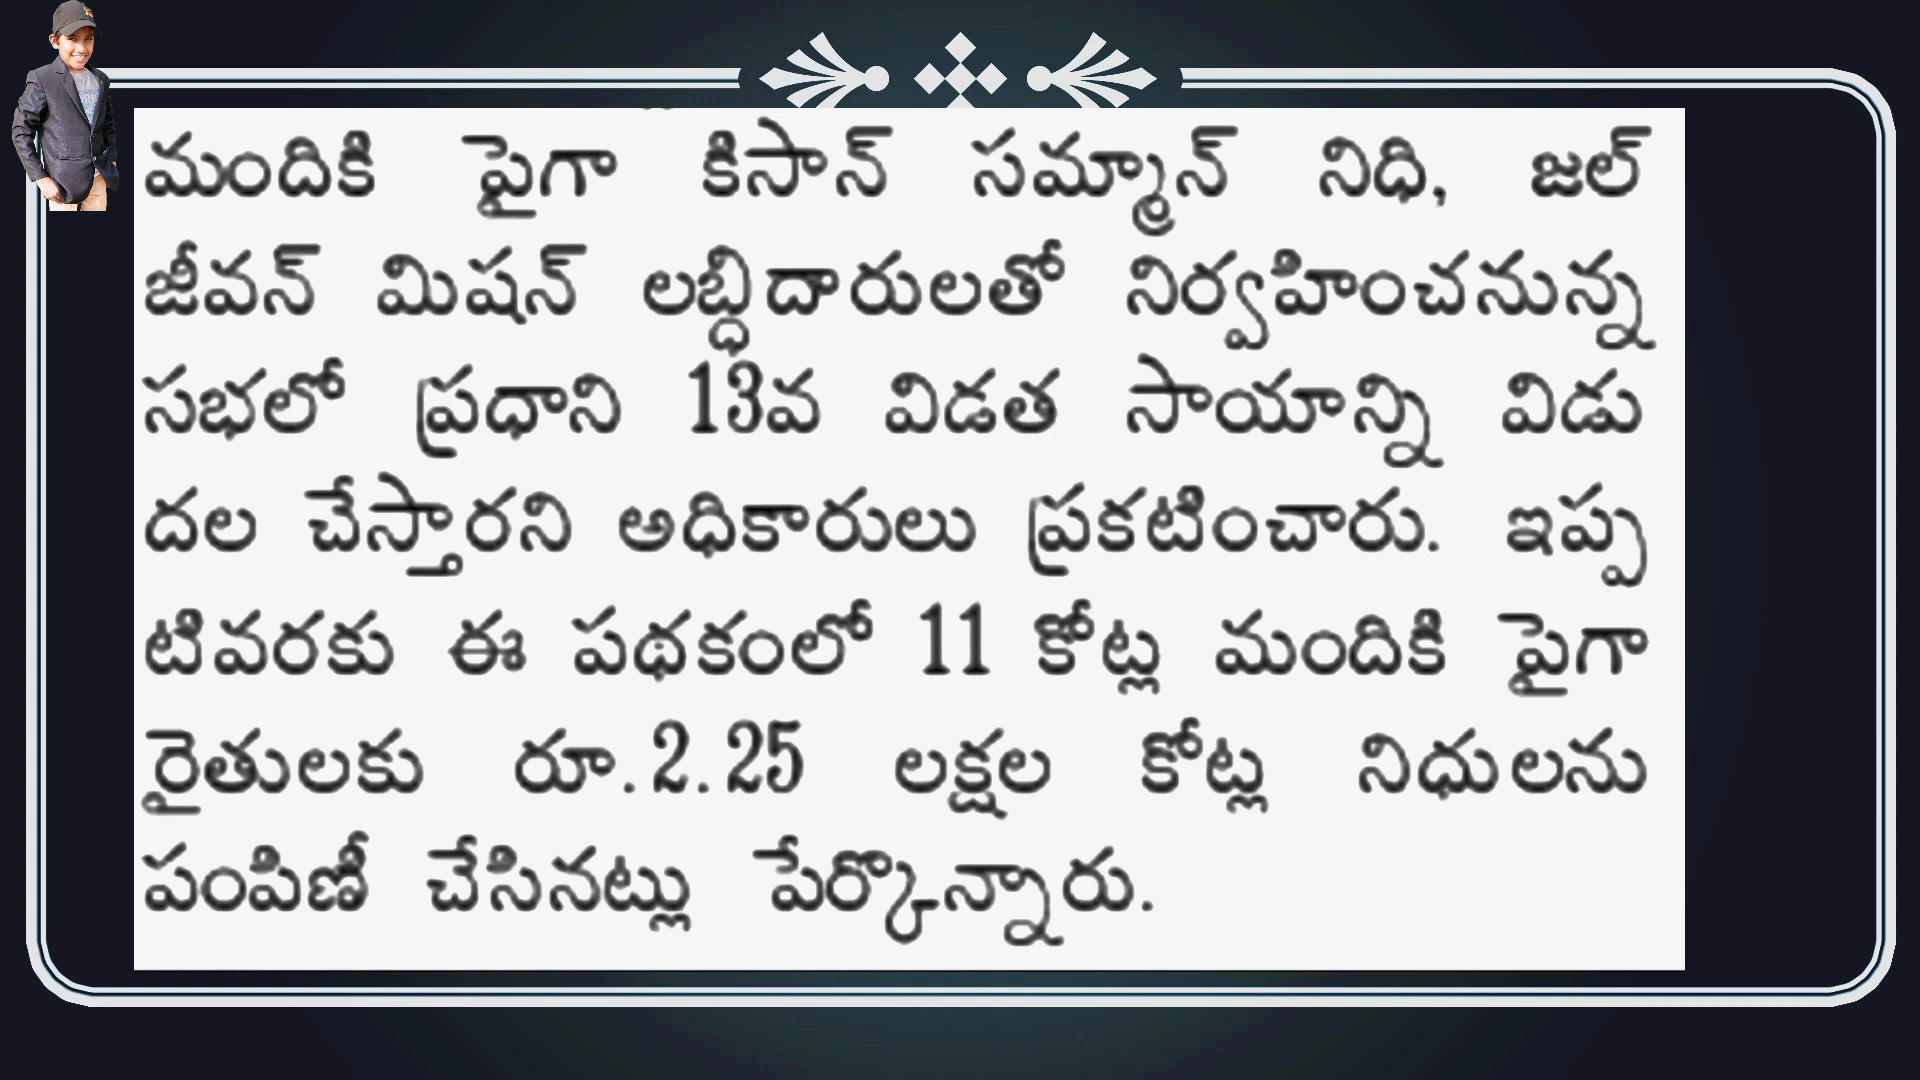 మందికి పైగా కిసాన్ సమ్మాన్ నిధి, జల్
జీవన్ మిషన్ లబ్ధిదారులతో నిర్వహించనున్న
సభలో ప్రధాని 13వ విడత సాయాన్ని విడు
దల చేస్తారని అధికారులు ప్రకటించారు. ఇప్ప
టివరకు ఈ పథకంలో 11 కోట్ల మందికి పైగా
రైతులకు రూ.2.25 లక్షల కోట్ల నిధులను
పంపిణీ చేసినట్లు పేర్కొన్నారు.